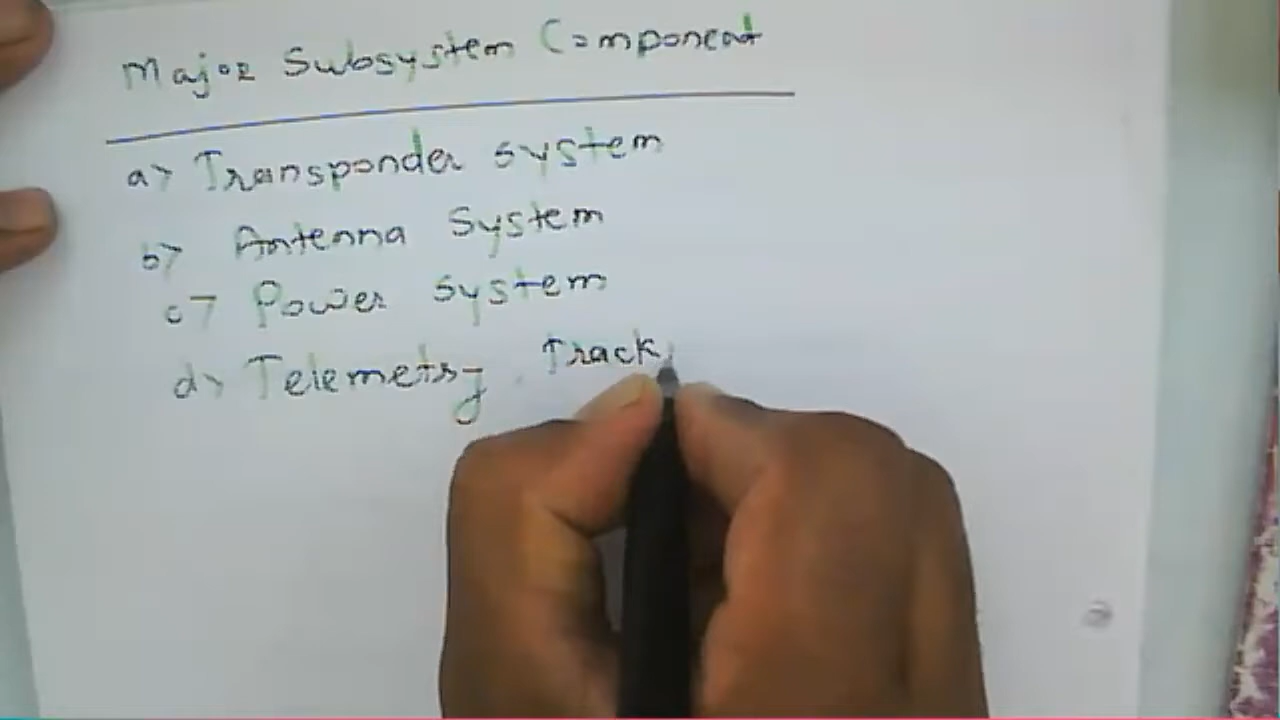 Major Subsystem Component
a> Transponder system
b> Antenna System
c> Power system
d> Telemetry Track